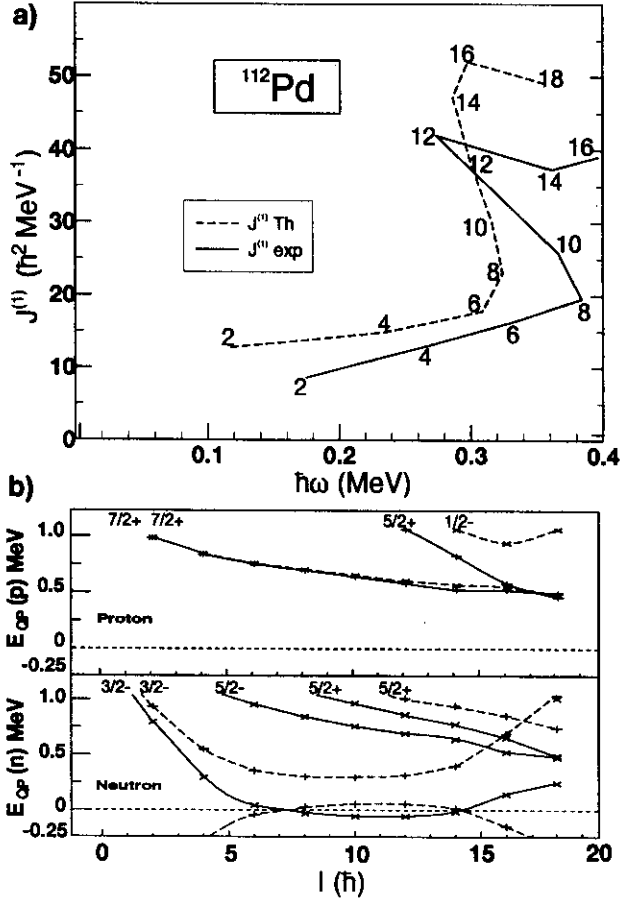 a)
50
40
30
20
10
0
J⁽¹⁾ (ħ² MeV⁻¹)
¹¹²Pd
J⁽¹⁾ Th
J⁽¹⁾ exp
2
4
6
8
10
12
14
16
18
2
4
6
8
10
12
14
16
0.1
0.2
0.3
0.4
ħω (MeV)
b)
7/2+ 7/2+ 5/2+ 1/2-
1.0
0.5
0
-0.25
E_QP (p) MeV
Proton
3/2- 3/2- 5/2- 5/2+ 5/2+
1.0
0.5
0
-0.25
E_QP (n) MeV
Neutron
0 5 10 15 20
I (ħ)